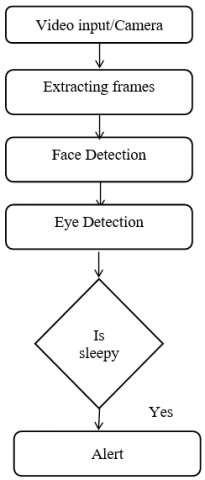 Video input/Camera
Extracting frames
Face Detection
Eye Detection
Is
sleepy
Yes
Alert